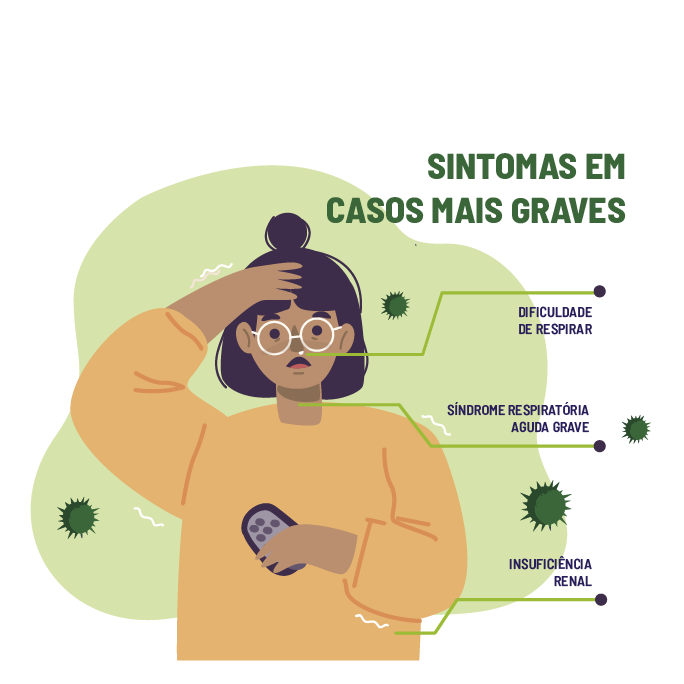 SINTOMAS EM
CASOS MAIS GRAVES
DIFICULDADE
DE RESPIRAR
SÍNDROME RESPIRATÓRIA
AGUDA GRAVE
INSUFICIÊNCIA
RENAL